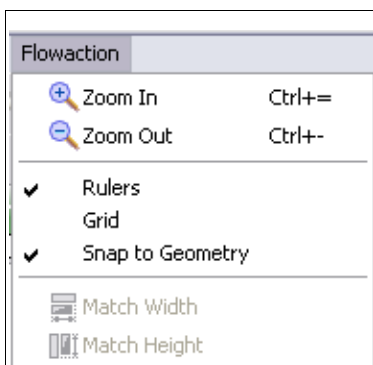 Flowaction
Zoom In Ctrl+=
Zoom Out Ctrl+-
Rulers
Grid
Snap to Geometry
Match Width
Match Height